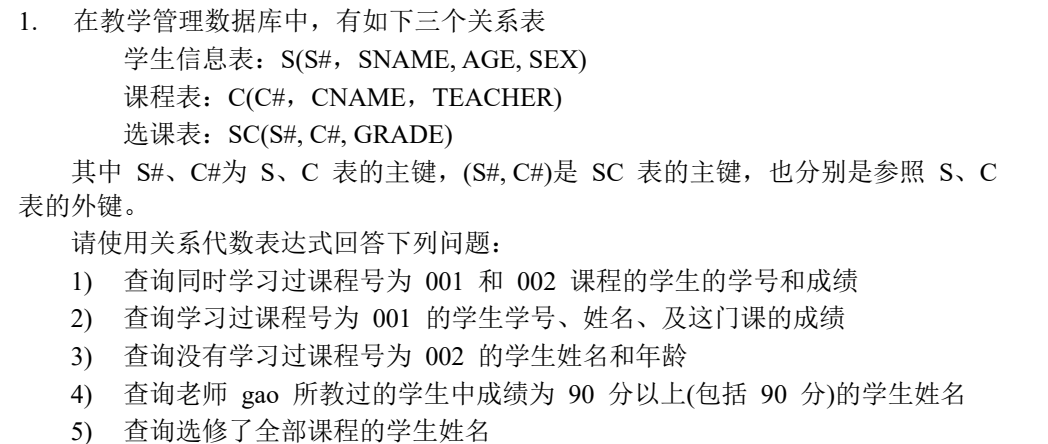 1. 在教学管理数据库中，有如下三个关系表
学生信息表：S(S#，SNAME, AGE, SEX)
课程表：C(C#，CNAME，TEACHER)
选课表：SC(S#, C#, GRADE)
其中 S#、C#为 S、C 表的主键，(S#, C#)是 SC 表的主键，也分别是参照 S、C
表的外键。
请使用关系代数表达式回答下列问题：
1) 查询同时学习过课程号为 001 和 002 课程的学生的学号和成绩
2) 查询学习过课程号为 001 的学生学号、姓名、及这门课的成绩
3) 查询没有学习过课程号为 002 的学生姓名和年龄
4) 查询老师 gao 所教过的学生中成绩为 90 分以上(包括 90 分)的学生姓名
5) 查询选修了全部课程的学生姓名